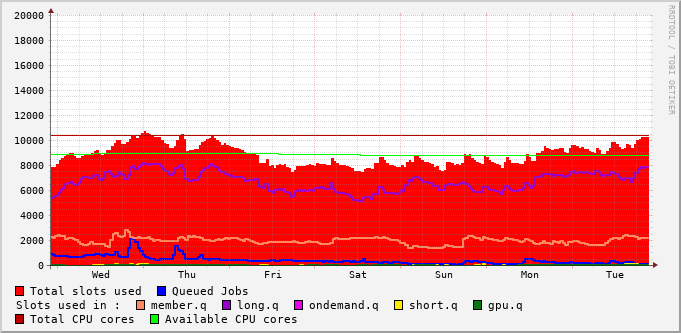 20000
18000
16000
14000
12000
10000
8000
6000
4000
2000
0
Wed Thu Fri Sat Sun Mon Tue
RRDTOOL / TOBI OETIKER
Total slots used Queued Jobs
Slots used in : member.q long.q ondemand.q short.q gpu.q
Total CPU cores
Available CPU cores